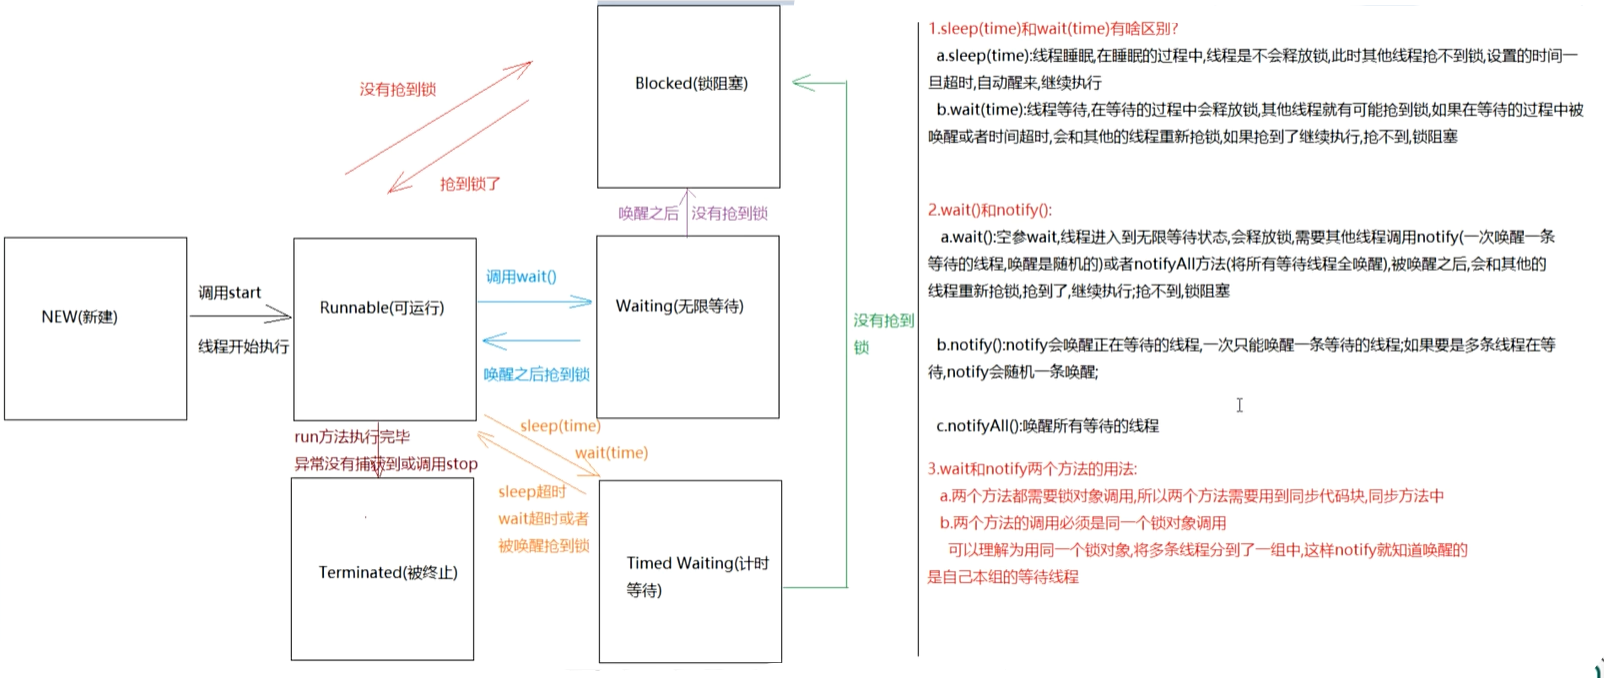 没有抢到锁
抢到锁了
Blocked(锁阻塞)
唤醒之后 没有抢到锁
NEW(新建)
调用start
线程开始执行
Runnable(可运行)
调用wait()
唤醒之后抢到锁
Waiting(无限等待)
没有抢到
锁
run方法执行完毕
异常没有捕获到或调用stop
sleep(time)
wait(time)
sleep超时
wait超时或者
被唤醒抢到锁
Terminated(被终止)
Timed Waiting(计时
等待)
1.sleep(time)和wait(time)有啥区别?
a.sleep(time):线程睡眠,在睡眠的过程中,线程是不会释放锁,此时其他线程抢不到锁,设置的时间一
旦超时,自动醒来,继续执行
b.wait(time):线程等待,在等待的过程中会释放锁,其他线程就有可能抢到锁,如果在等待的过程中被
唤醒或者时间超时,会和其他的线程重新抢锁,如果抢到了继续执行,抢不到,锁阻塞
2.wait()和notify():
a.wait():空参wait,线程进入到无限等待状态,会释放锁,需要其他线程调用notify(一次唤醒一条
等待的线程,唤醒是随机的)或者notifyAll方法(将所有等待线程全唤醒),被唤醒之后,会和其他的
线程重新抢锁,抢到了,继续执行;抢不到,锁阻塞
b.notify():notify会唤醒正在等待的线程,一次只能唤醒一条等待的线程;如果要是多条线程在等
待,notify会随机一条唤醒;
c.notifyAll():唤醒所有等待的线程
3.wait和notify两个方法的用法:
a.两个方法都需要锁对象调用,所以两个方法需要用到同步代码块,同步方法中
b.两个方法的调用必须是同一个锁对象调用
可以理解为用同一个锁对象,将多条线程分到了一组中,这样notify就知道唤醒的
是自己本组的等待线程